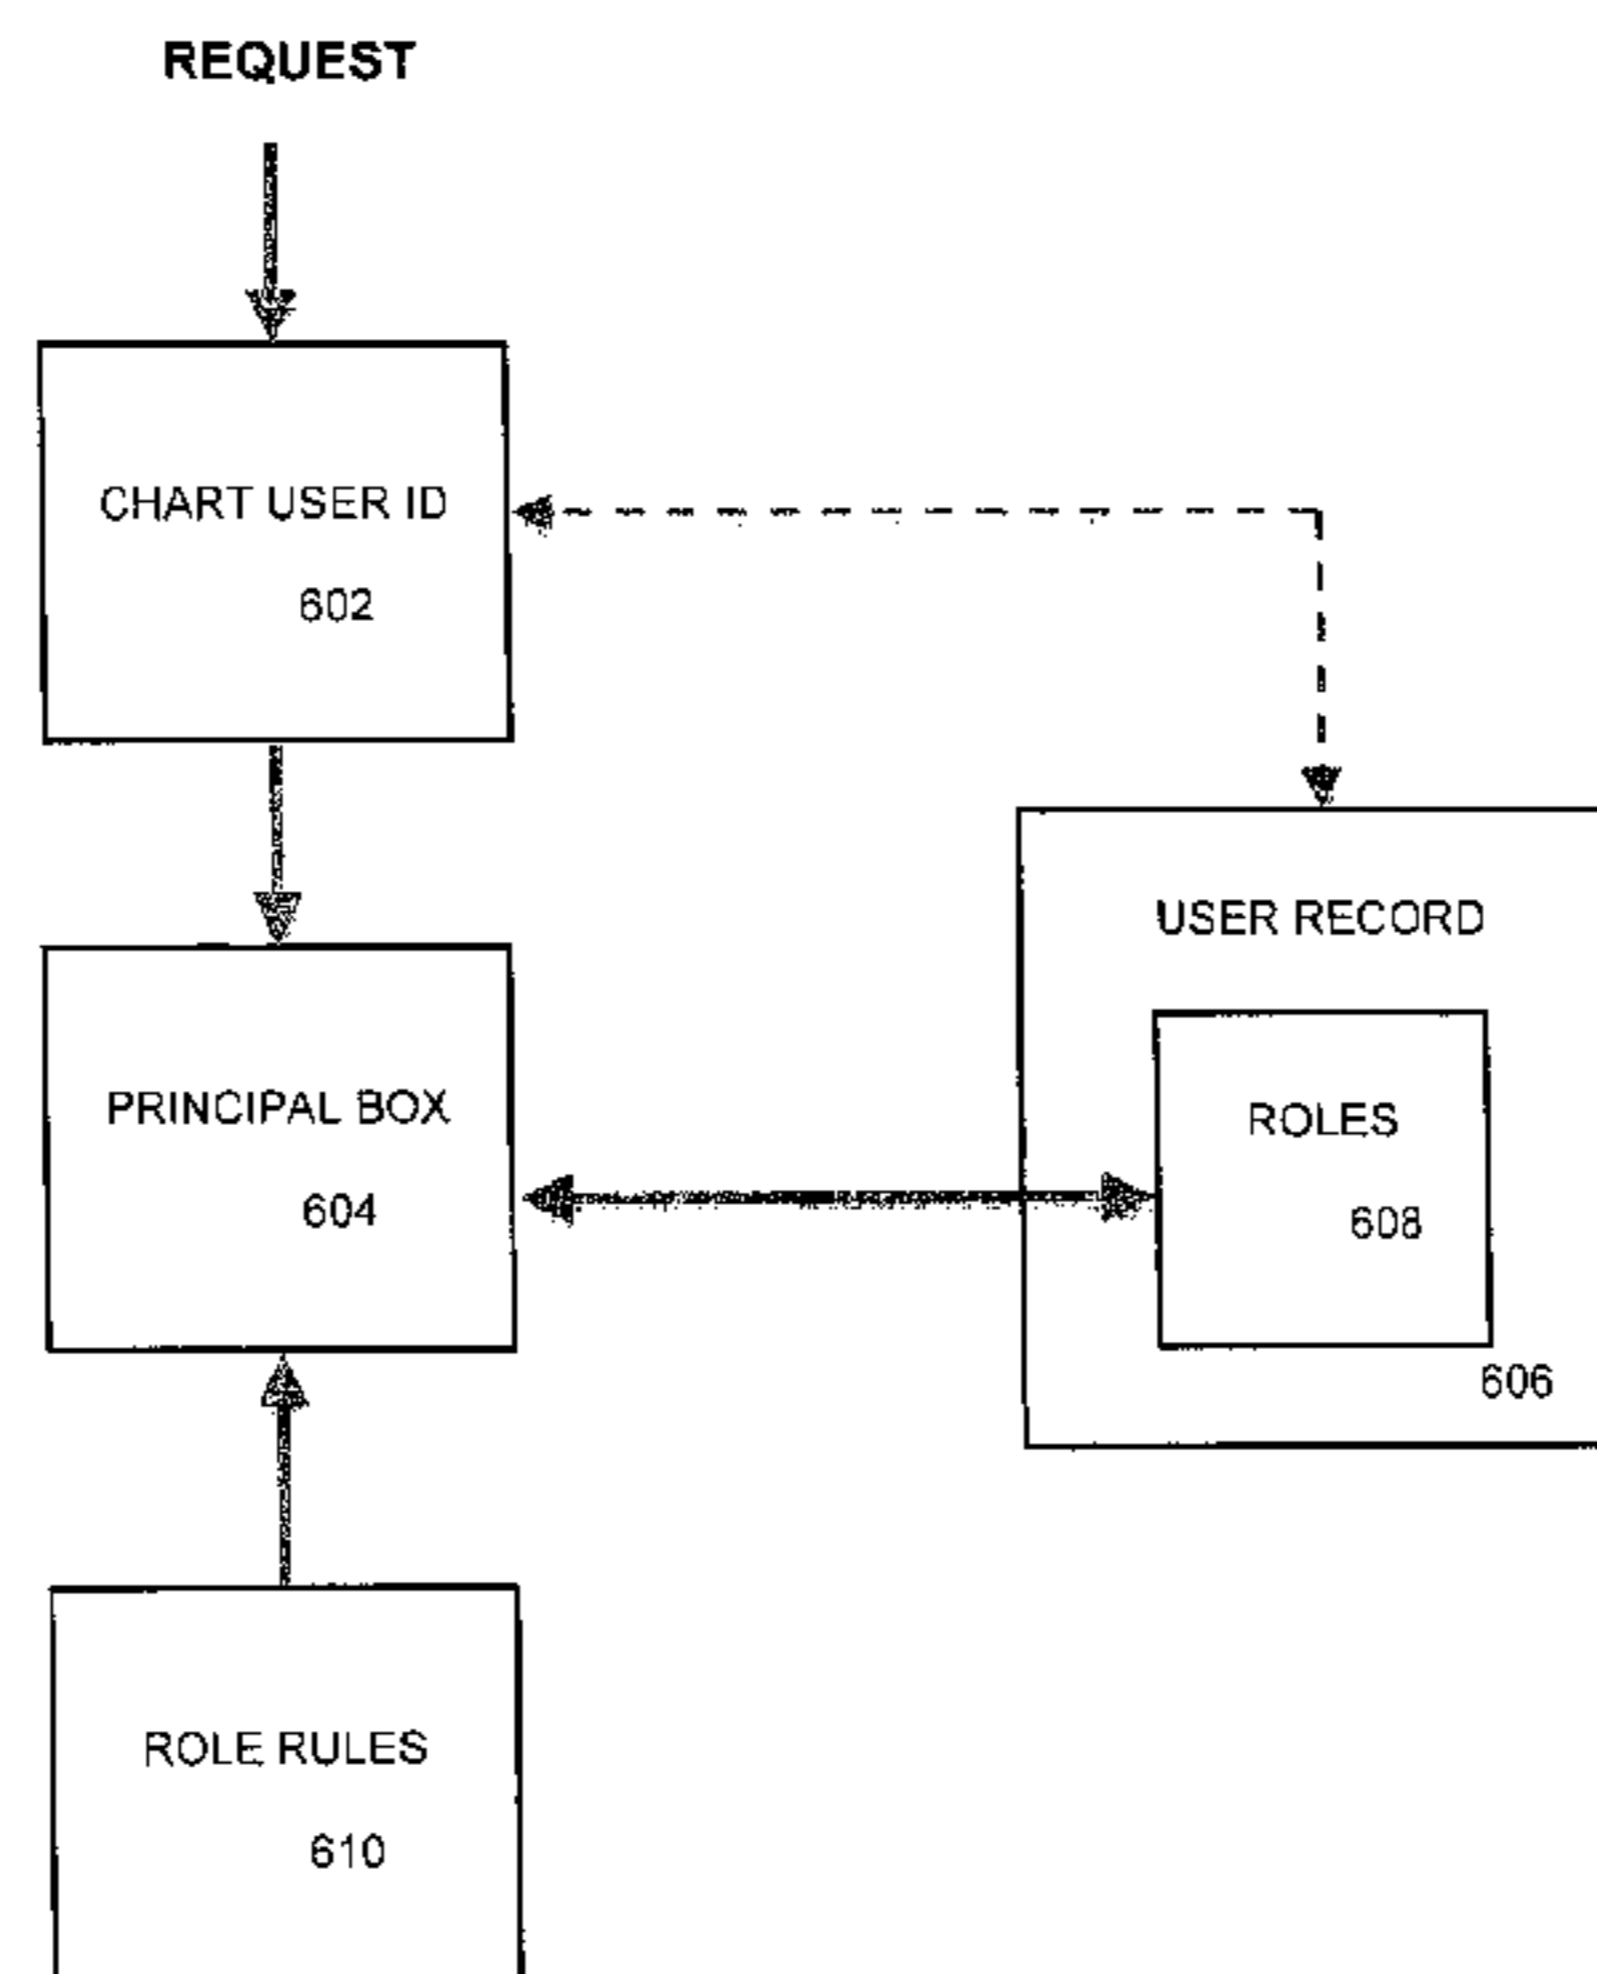 REQUEST
CHART USER ID
602
USER RECORD
PRINCIPAL BOX
604
ROLES
608
606
ROLE RULES
610